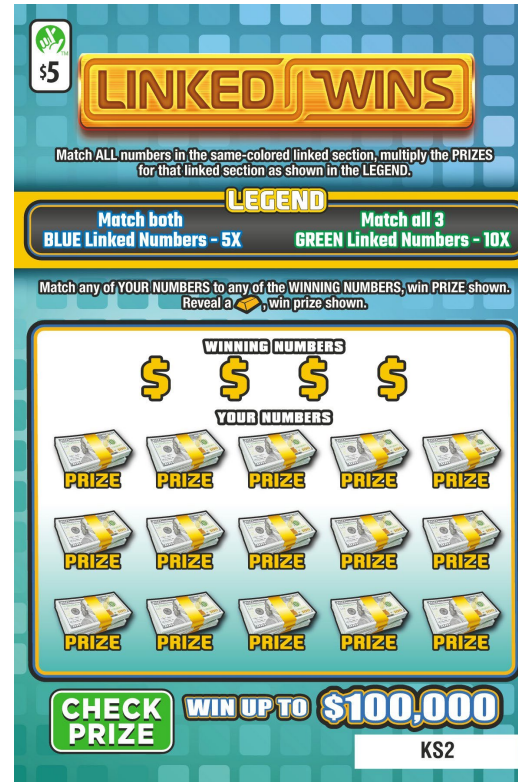 LUK
TM
$5
LINKED WINS
Match ALL numbers in the same-colored linked section, multiply the PRIZES
for that linked section as shown in the LEGEND.
LEGEND
Match both
BLUE Linked Numbers - 5X
Match all 3
GREEN Linked Numbers - 10X
Match any of YOUR NUMBERS to any of the WINNING NUMBERS, win PRIZE shown.
Reveal a , win prize shown.
WINNING NUMBERS
$ $ $ $
YOUR NUMBERS
PRIZE PRIZE PRIZE PRIZE PRIZE
PRIZE PRIZE PRIZE PRIZE PRIZE
PRIZE PRIZE PRIZE PRIZE PRIZE
CHECK
PRIZE
WIN UP TO $100,000
KS2